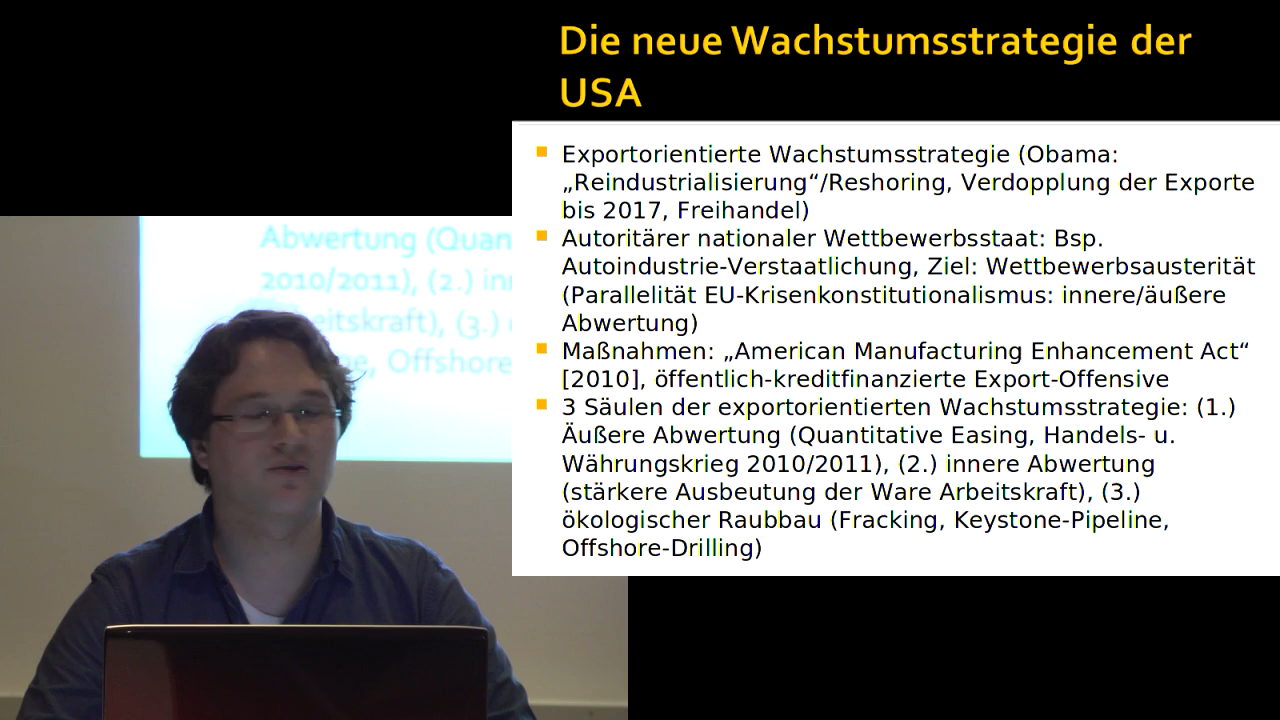 Die neue Wachstumsstrategie der
USA
Exportorientierte Wachstumsstrategie (Obama:
„Reindustrialisierung“/Reshoring, Verdopplung der Exporte
bis 2017, Freihandel)
Autoritärer nationaler Wettbewerbsstaat: Bsp.
Autoindustrie-Verstaatlichung, Ziel: Wettbewerbsausterität
(Parallelität EU-Krisenkonstitutionalismus: innere/äußere
Abwertung)
Maßnahmen: „American Manufacturing Enhancement Act“
[2010], öffentlich-kreditfinanzierte Export-Offensive
3 Säulen der exportorientierten Wachstumsstrategie: (1.)
Äußere Abwertung (Quantitative Easing, Handels- u.
Währungskrieg 2010/2011), (2.) innere Abwertung
(stärkere Ausbeutung der Ware Arbeitskraft), (3.)
ökologischer Raubbau (Fracking, Keystone-Pipeline,
Offshore-Drilling)
Abwertung (Quan
2010/2011), (2.) in
eitskraft), (3.)
e, Offshore